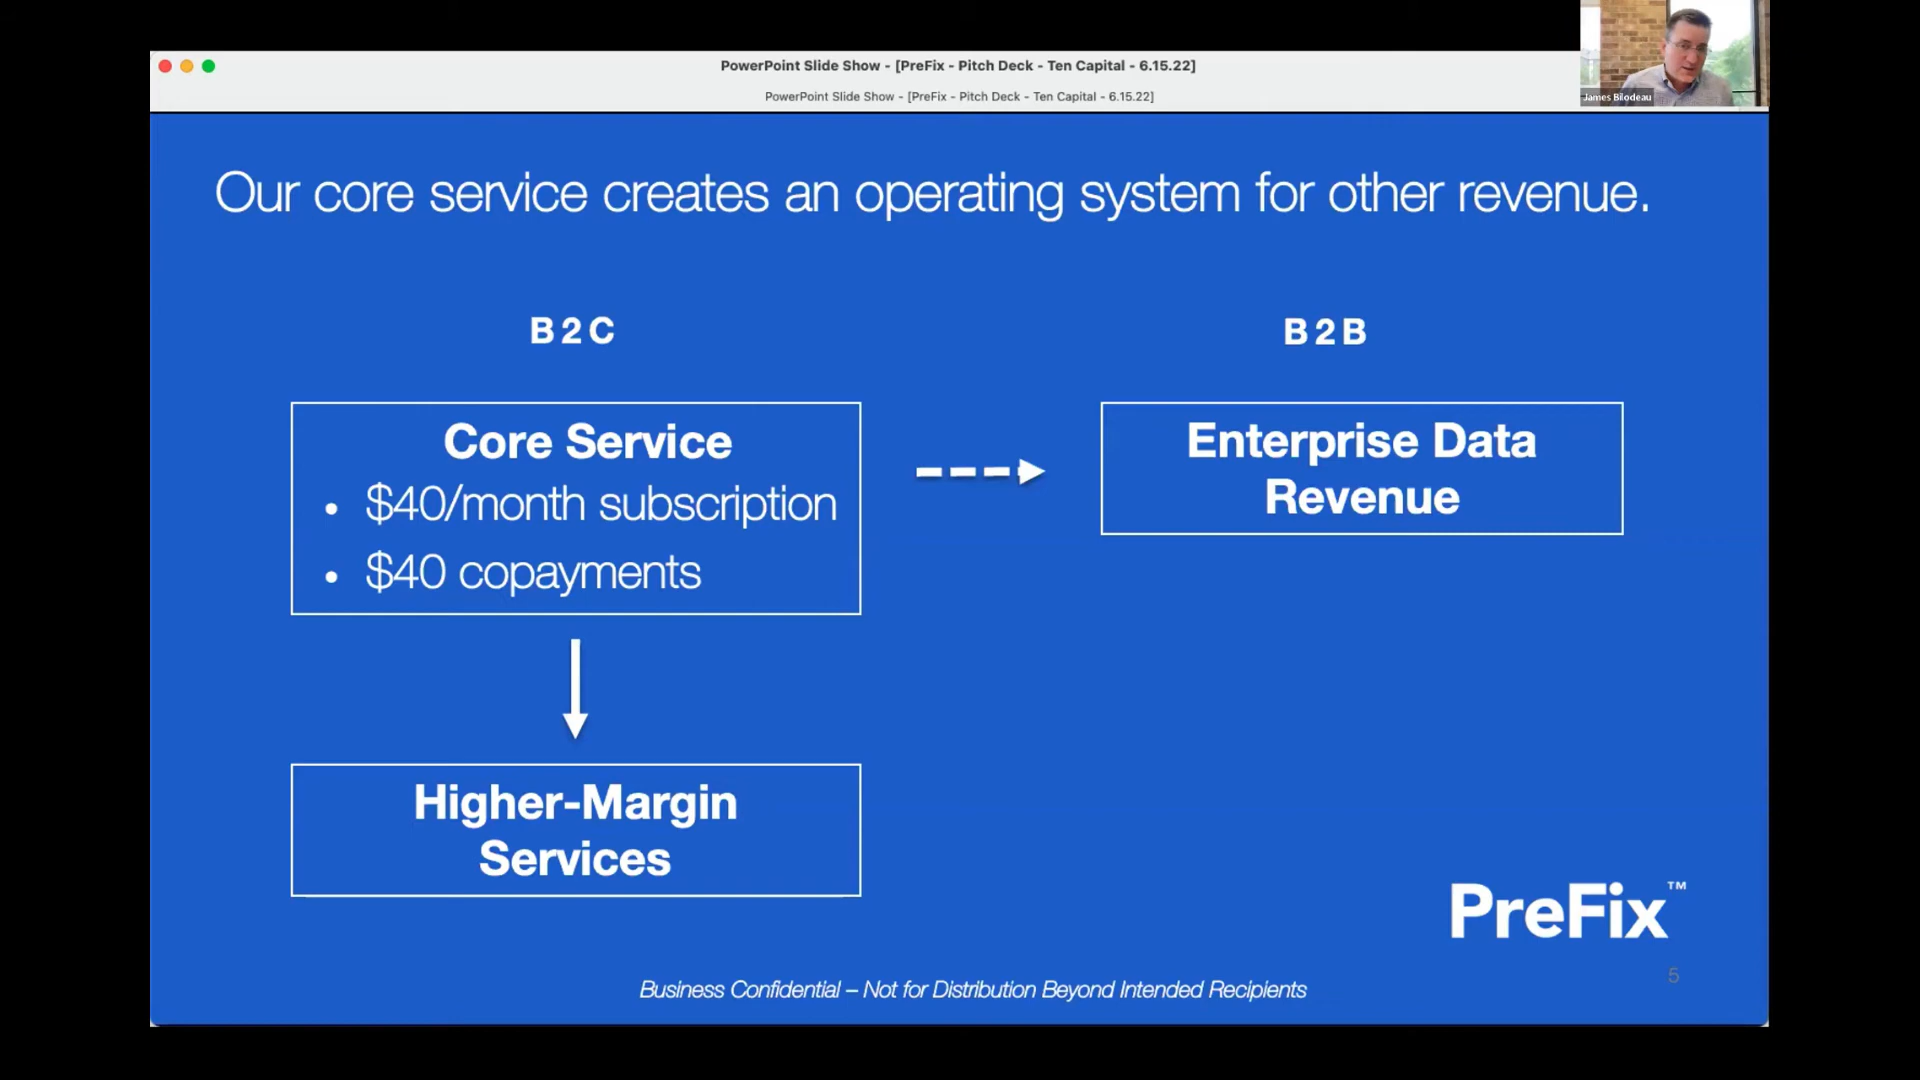 PowerPoint Slide Show - [PreFix - Pitch Deck - Ten Capital - 6.15.22]
PowerPoint Slide Show - [PreFix - Pitch Deck - Ten Capital - 6.15.22]
James Bilodeau
Our core service creates an operating system for other revenue.
B2C
B2B
Core Service
• $40/month subscription
• $40 copayments
Enterprise Data
Revenue
Higher-Margin
Services
PreFix™
5
Business Confidential – Not for Distribution Beyond Intended Recipients